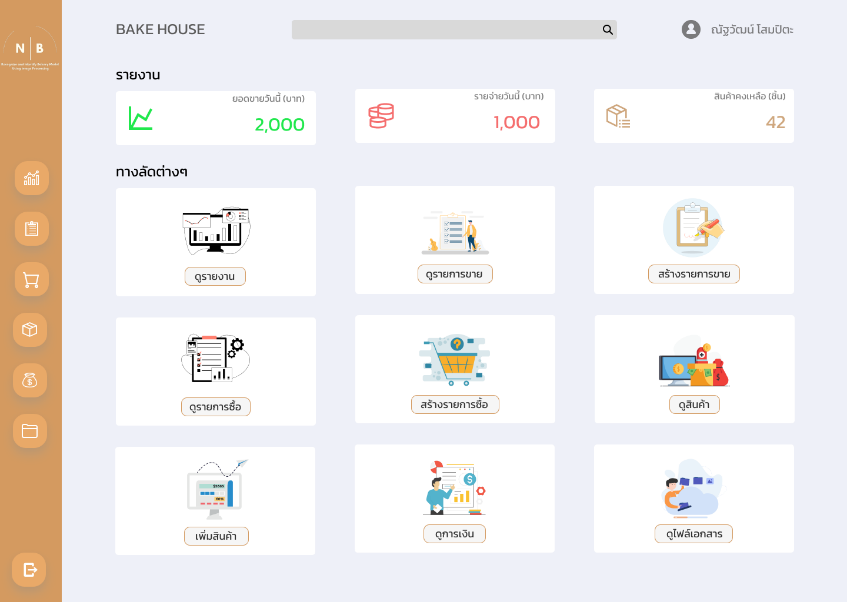 BAKE HOUSE
ณัฐวัฒน์ โสมปิตะ
N | B
รายงาน
ยอดขายวันนี้ (บาท)
2,000
รายจ่ายวันนี้ (บาท)
1,000
สินค้าคงเหลือ (ชิ้น)
42
ทางลัดต่างๆ
ดูรายงาน
ดูรายการขาย
สร้างรายการขาย
ดูรายการซื้อ
สร้างรายการซื้อ
ดูสินค้า
เพิ่มสินค้า
ดูการเงิน
ดูไฟล์เอกสาร